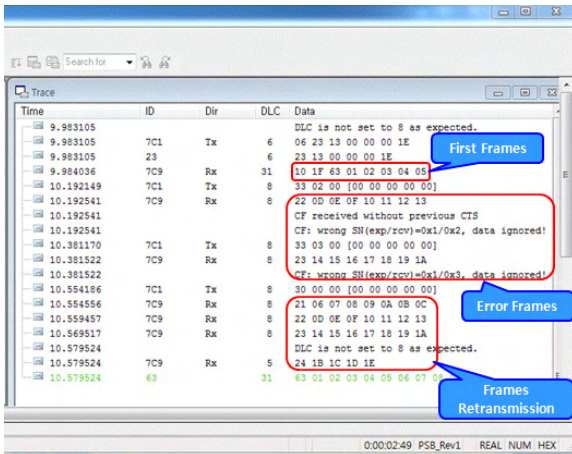 Search for
Trace
Time ID Dir DLC Data
9.983105 DLC is not set to 8 as expected.
9.983105 7C1 Tx 6 06 23 13 00 00 00 1E
9.983105 23 6 23 13 00 00 00 1E
First Frames
9.984036 7C9 Rx 31 10 1F 63 01 02 03 04 05
10.192149 7C1 Tx 8 33 02 00 [00 00 00 00 00]
10.192541 7C9 Rx 8 22 0D 0E 0F 10 11 12 13
10.192541 CF received without previous CTS
10.192541 CF: wrong SN(exp/rcv)=0x1/0x2, data ignored!
10.381170 7C1 Tx 8 33 03 00 [00 00 00 00 00]
10.381522 7C9 Rx 8 23 14 15 16 17 18 19 1A
10.381522 CF: wrong SN(exp/rcv)=0x1/0x3, data ignored!
10.554186 7C1 Tx 8 30 00 00 [00 00 00 00 00]
Error Frames
10.554556 7C9 Rx 8 21 06 07 08 09 0A 0B 0C
10.559457 7C9 Rx 8 22 0D 0E 0F 10 11 12 13
10.569517 7C9 Rx 8 23 14 15 16 17 18 19 1A
10.579524 DLC is not set to 8 as expected.
10.579524 7C9 Rx 5 24 1B 1C 1D 1E
10.579524 63 31 63 01 02 03 04 05 06 07
Frames
Retransmission
0:00:02:49 PSB_Rev1 REAL NUM HEX